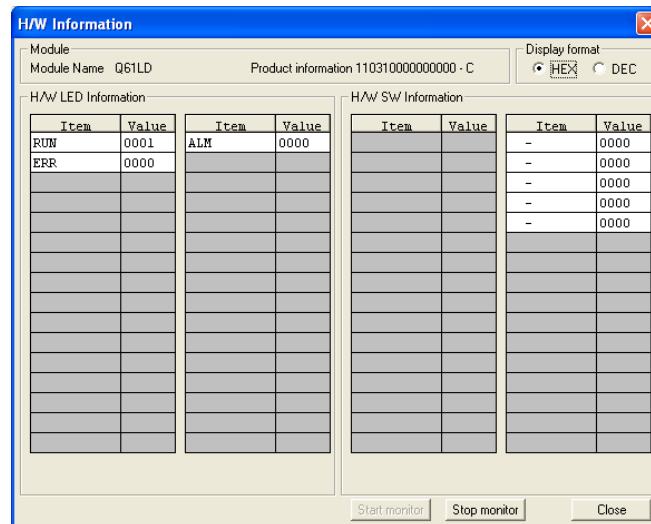 H/W Information
Module
Module Name Q61LD Product information 110310000000000 - C
Display format
HEX DEC
H/W LED Information
Item Value Item Value
RUN 0001 ALM 0000
ERR 0000
H/W SW Information
Item Value Item Value
- 0000
- 0000
- 0000
- 0000
- 0000
Start monitor Stop monitor Close